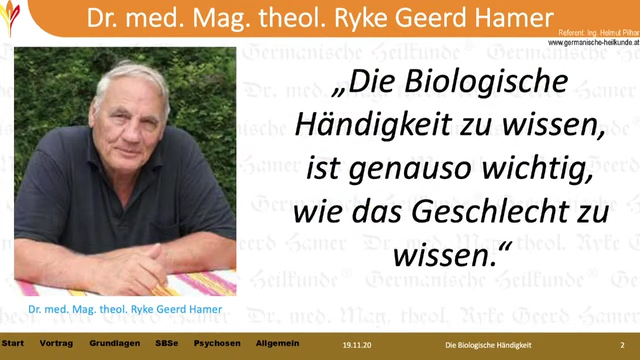 Dr. med. Mag. theol. Ryke Geerd Hamer
Referent. Ing. Helmut Pilhar
www.germanische-heilkunde.at
„Die Biologische
Händigkeit zu wissen,
ist genauso wichtig,
wie das Geschlecht zu
wissen.“
Dr. med. Mag. theol. Ryke Geerd Hamer
Start Vortrag Grundlagen SBSe Psychosen Allgemein 19.11.20 Die Biologische Händigkeit 2